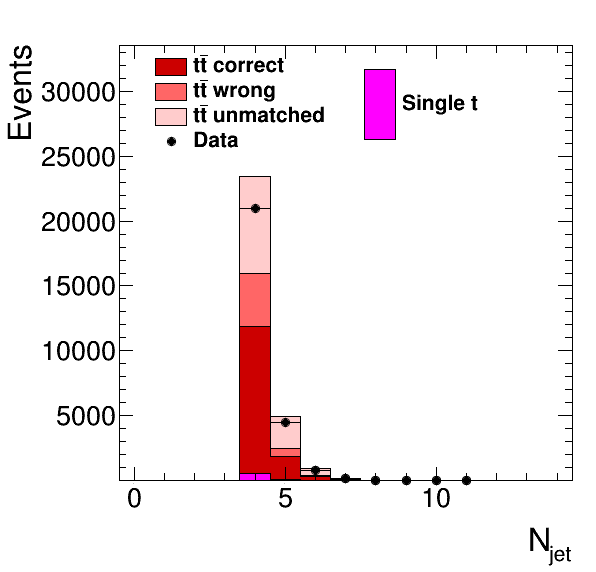 Events
30000
25000
20000
15000
10000
5000
0
5
10
N_jet
tt̄ correct
tt̄ wrong
tt̄ unmatched
Data
Single t